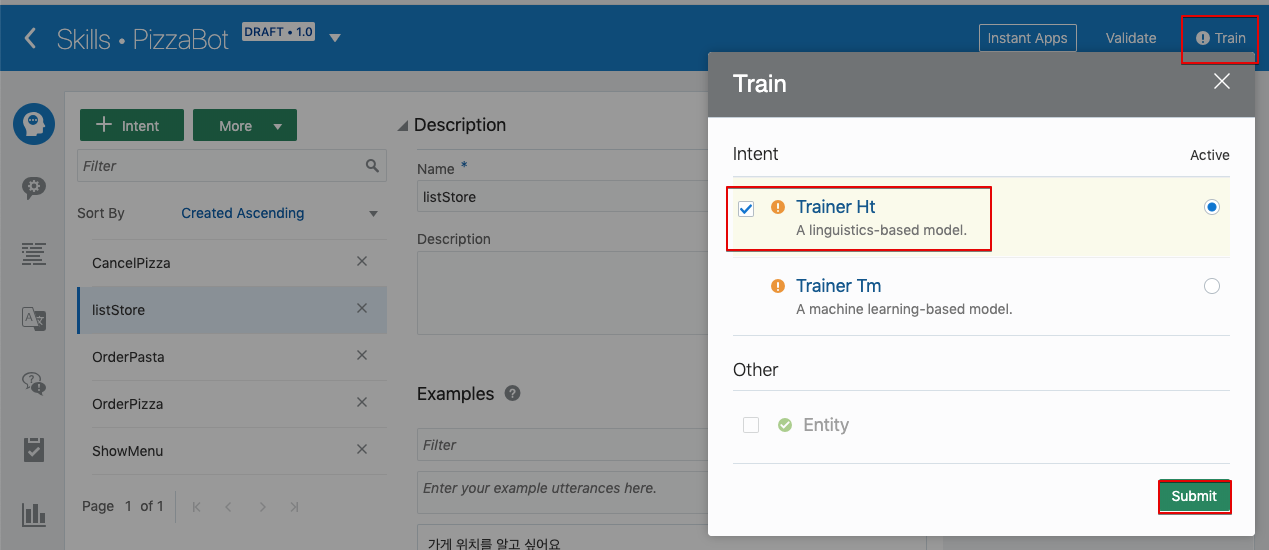 Skills • PizzaBot DRAFT • 1.0
Instant Apps Validate Train
Intent More
Filter
Sort By Created Ascending
CancelPizza
listStore
OrderPasta
OrderPizza
ShowMenu
Page 1 of 1
Description
Name *
listStore
Description
Examples ?
Filter
Enter your example utterances here.
가게 위치를 알고 싶어요
Train
Intent Active
Trainer Ht
A linguistics-based model.
Trainer Tm
A machine learning-based model.
Other
Entity
Submit